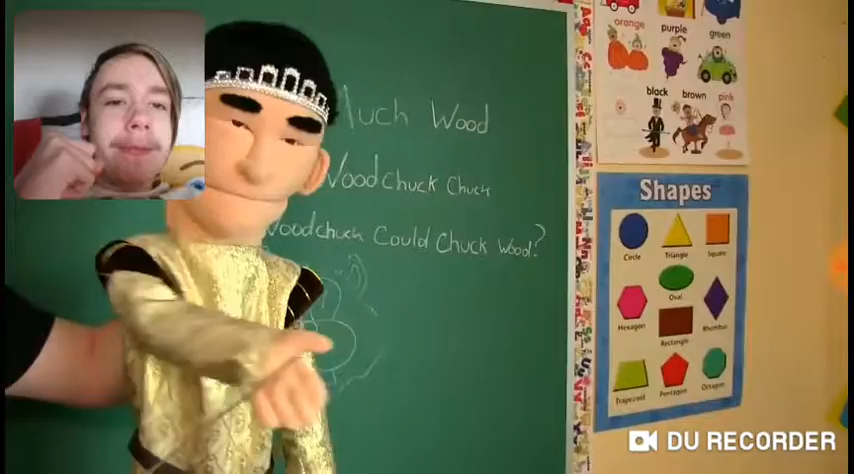 Much Wood
Woodchuck Chuck
Woodchuck Could Chuck Wood?
orange
purple
green
black
brown
pink
Shapes
Circle
Triangle
Square
Oval
Hexagon
Rhombus
Rectangle
Trapezoid
Pentagon
Octagon
DU RECORDER